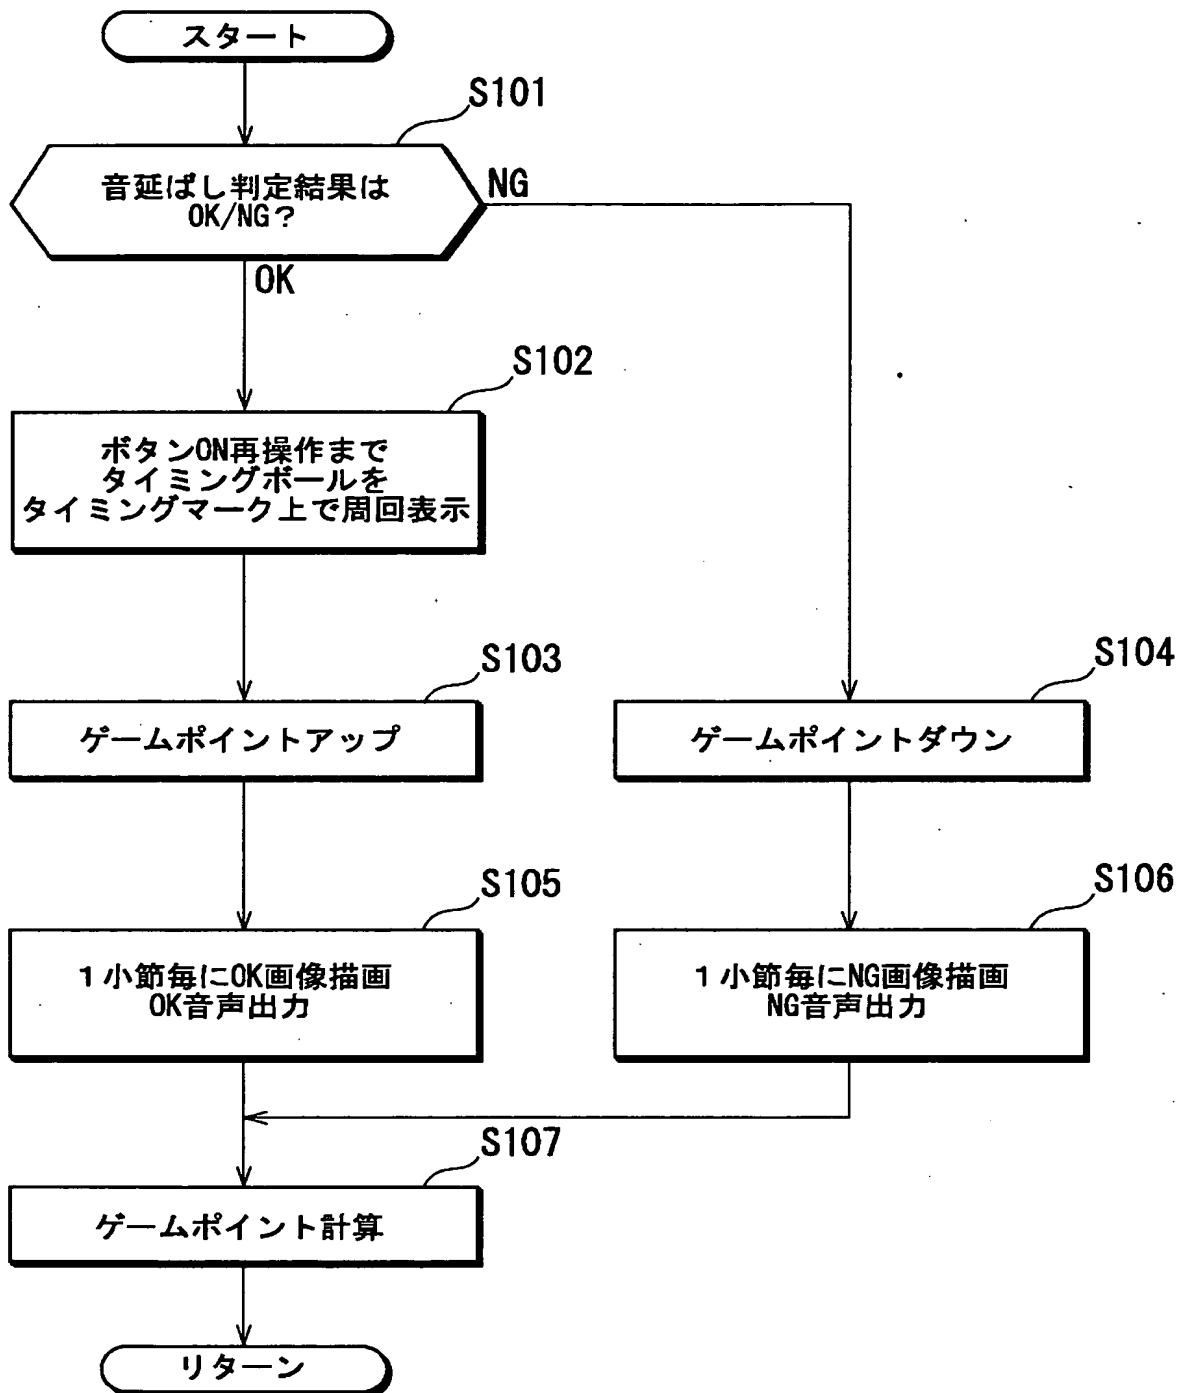 スタート
S101
音延ばし判定結果は
OK/NG?
NG
OK
S102
ボタンON再操作まで
タイミングボールを
タイミングマーク上で周回表示
S103
ゲームポイントアップ
S104
ゲームポイントダウン
S105
1小節毎にOK画像描画
OK音声出力
S106
1小節毎にNG画像描画
NG音声出力
S107
ゲームポイント計算
リターン